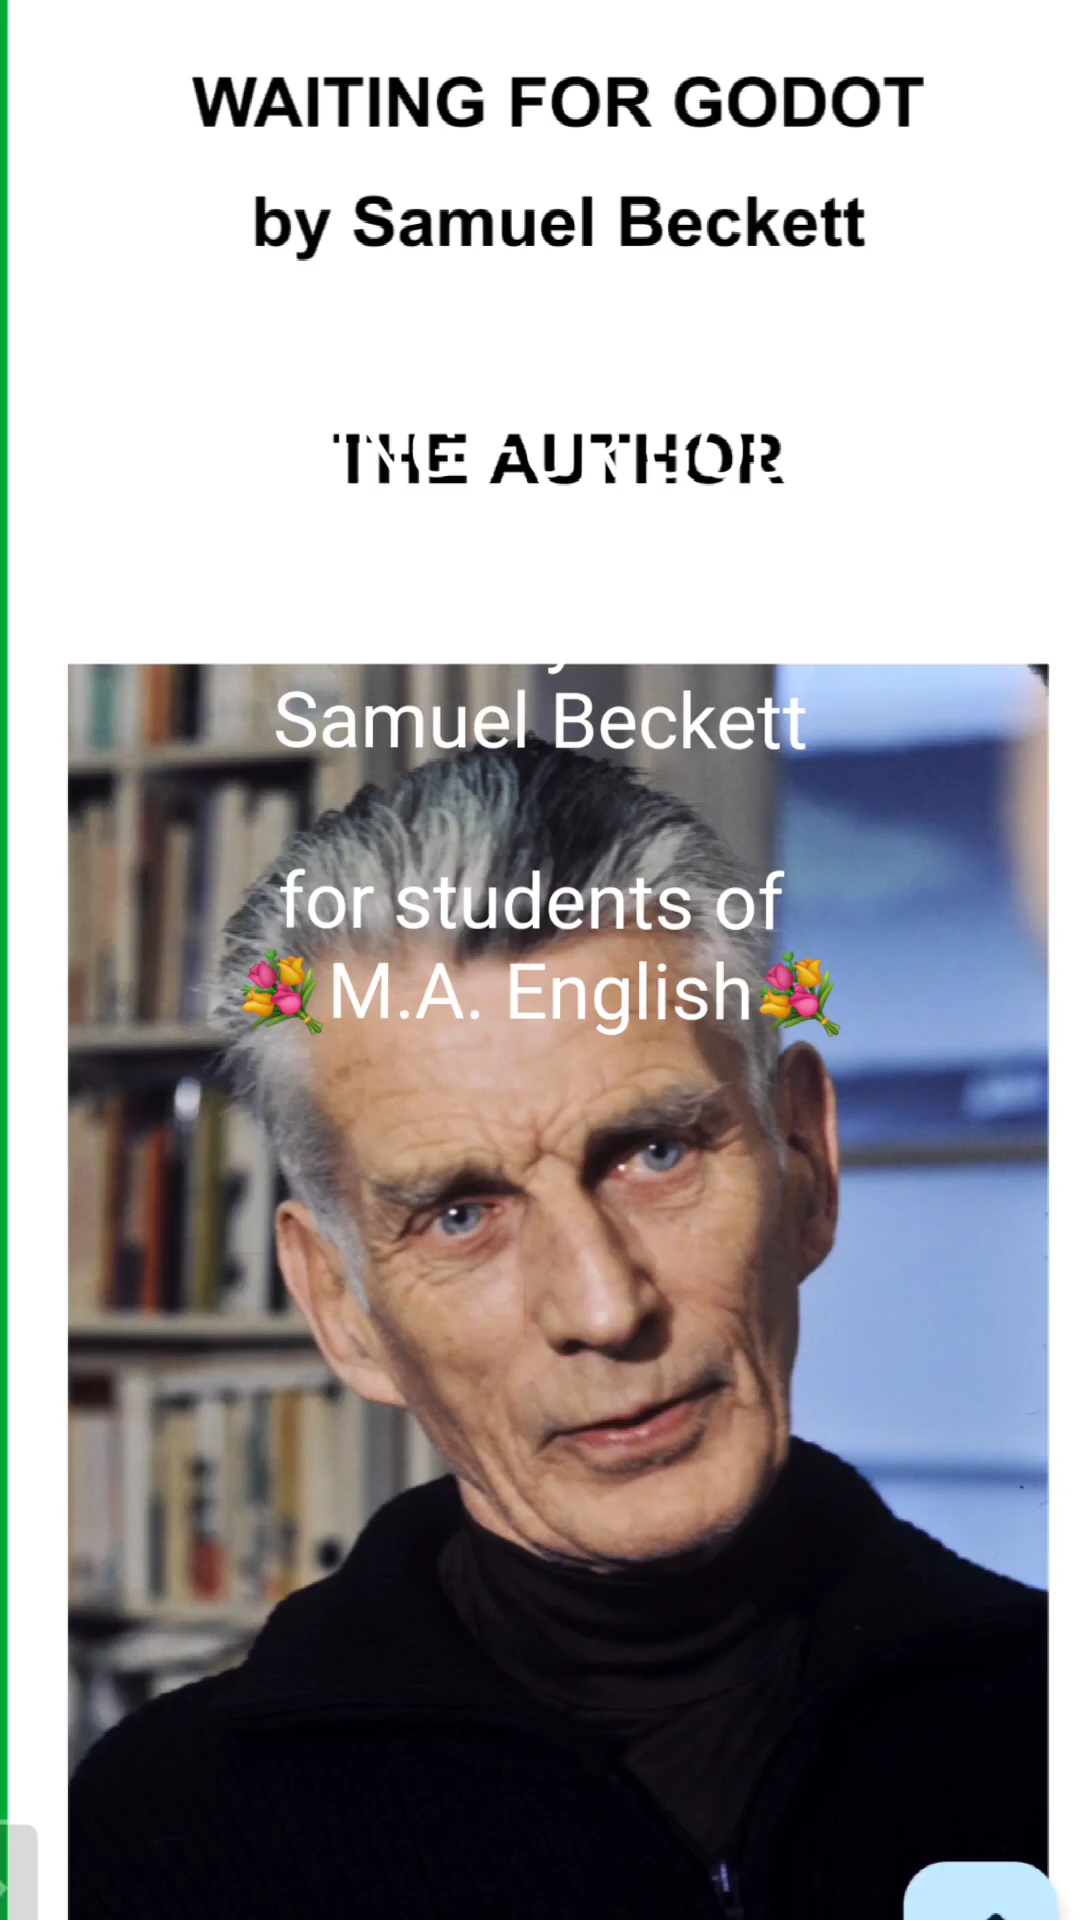 WAITING FOR GODOT
by Samuel Beckett
THE AUTHOR
Samuel Beckett
for students of
💐M.A. English💐